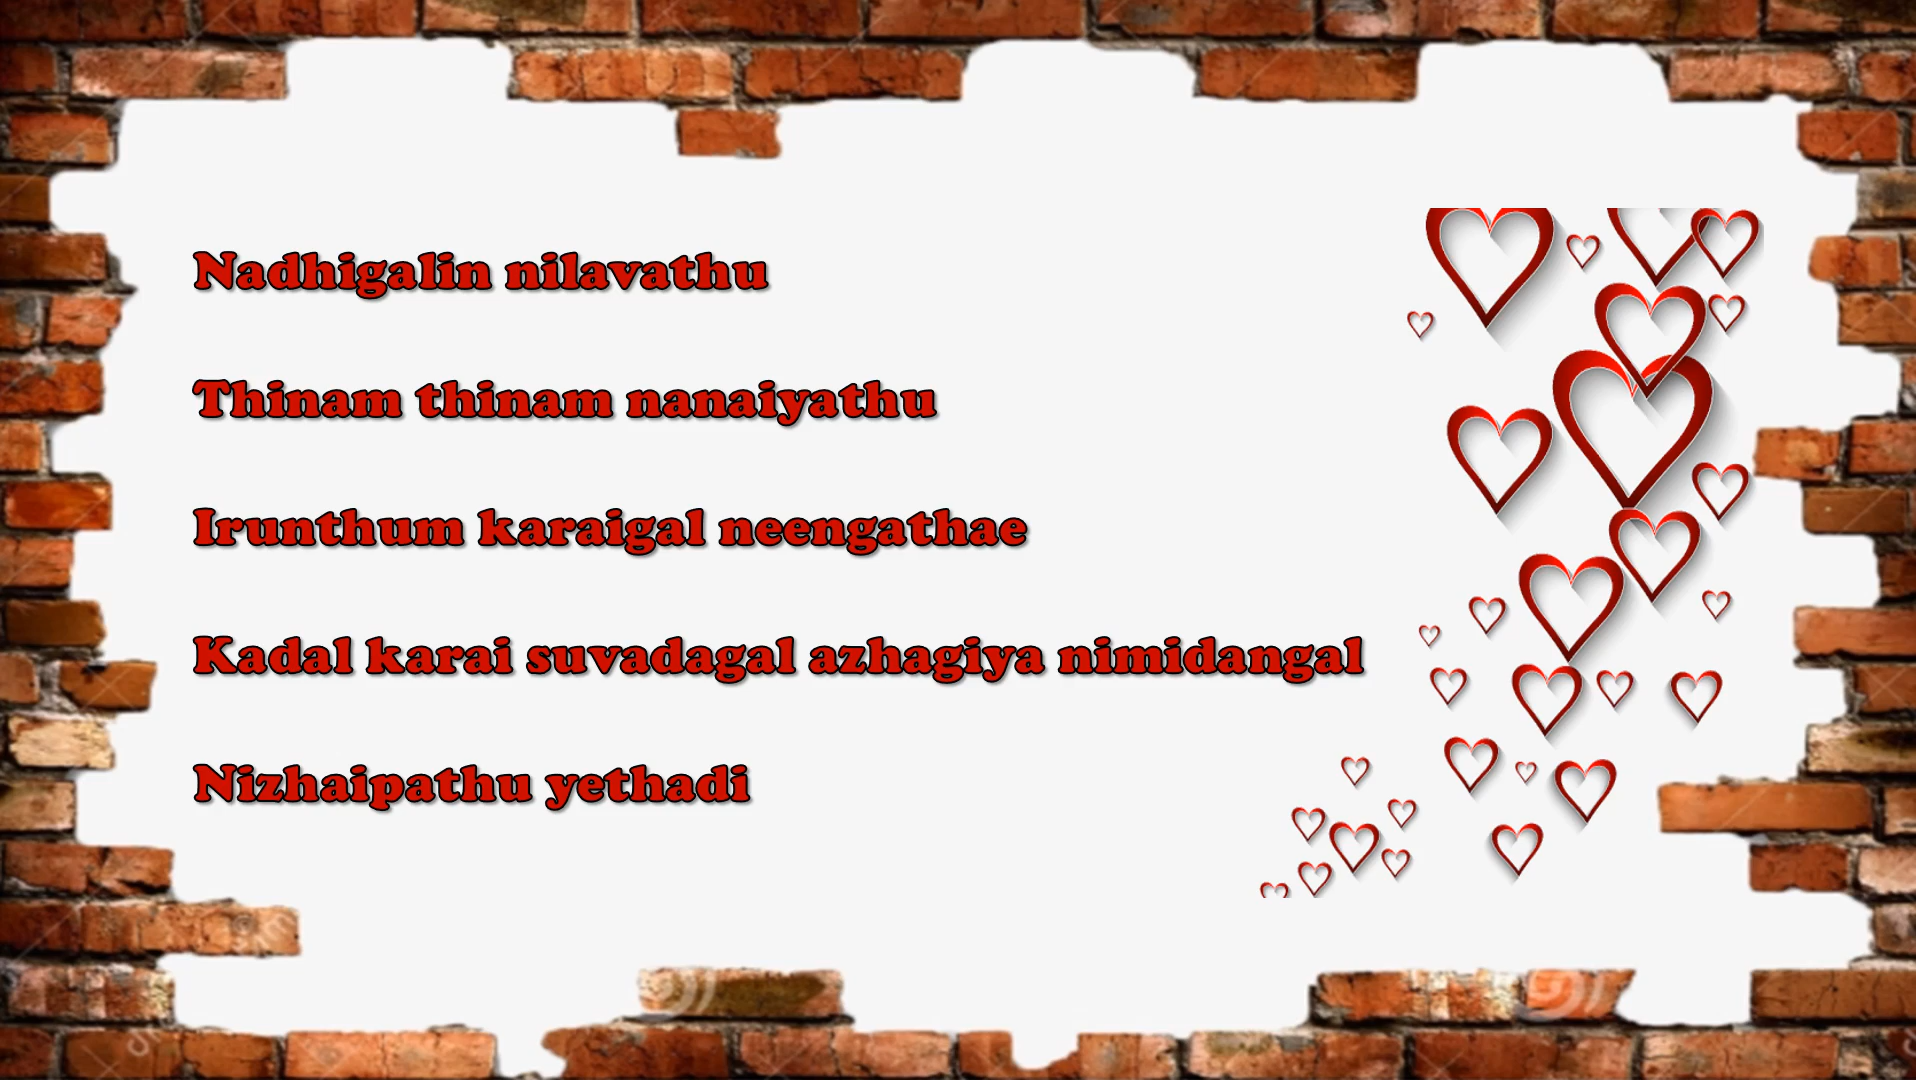 Nadhigalin nilavathu
Thinam thinam nanaiyathu
Irunthum karaigal neengathae
Kadal karai suvadagal azhagiya nimidangal
Nizhaipathu yethadi